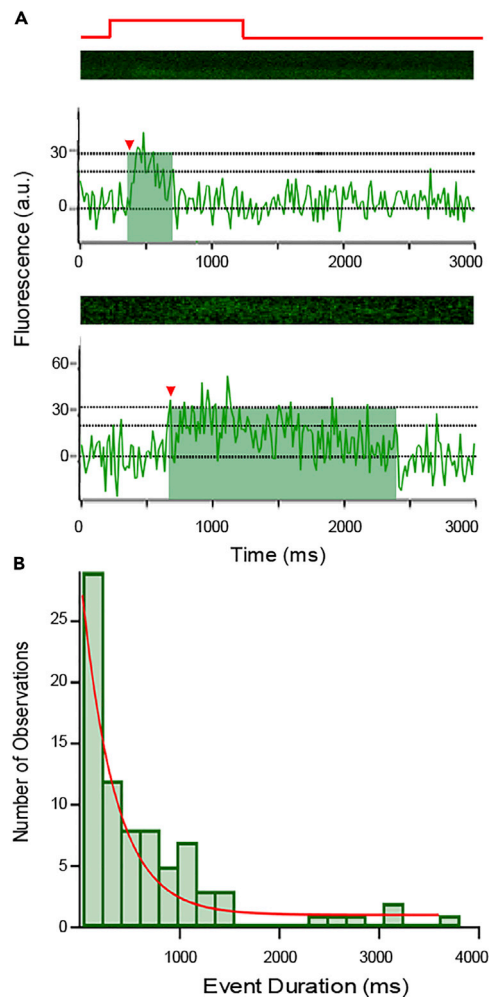 A
Fluorescence (a.u.)
30
0
0 1000 2000 3000
60
30
0
0 1000 2000 3000
Time (ms)
B
Number of Observations
25
20
15
10
5
0
1000 2000 3000 4000
Event Duration (ms)